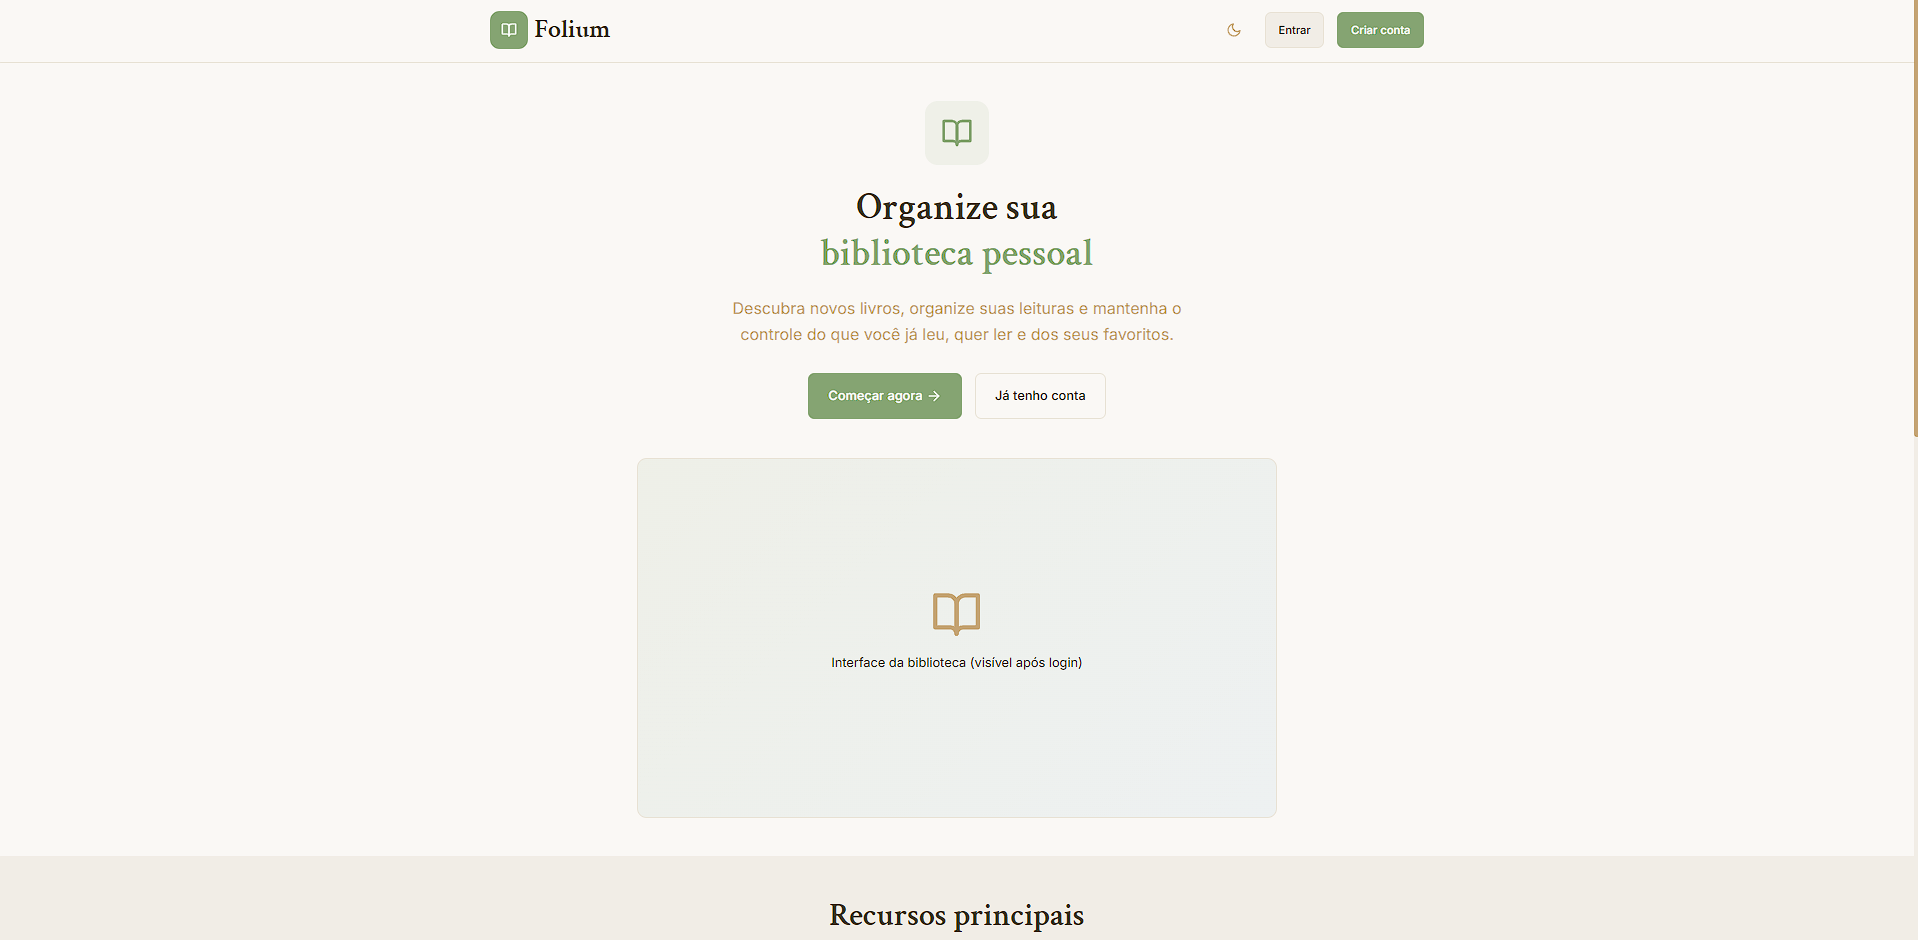 Folium
Entrar
Criar conta
Organize sua
biblioteca pessoal
Descubra novos livros, organize suas leituras e mantenha o
controle do que você já leu, quer ler e dos seus favoritos.
Começar agora →
Já tenho conta
Interface da biblioteca (visível após login)
Recursos principais